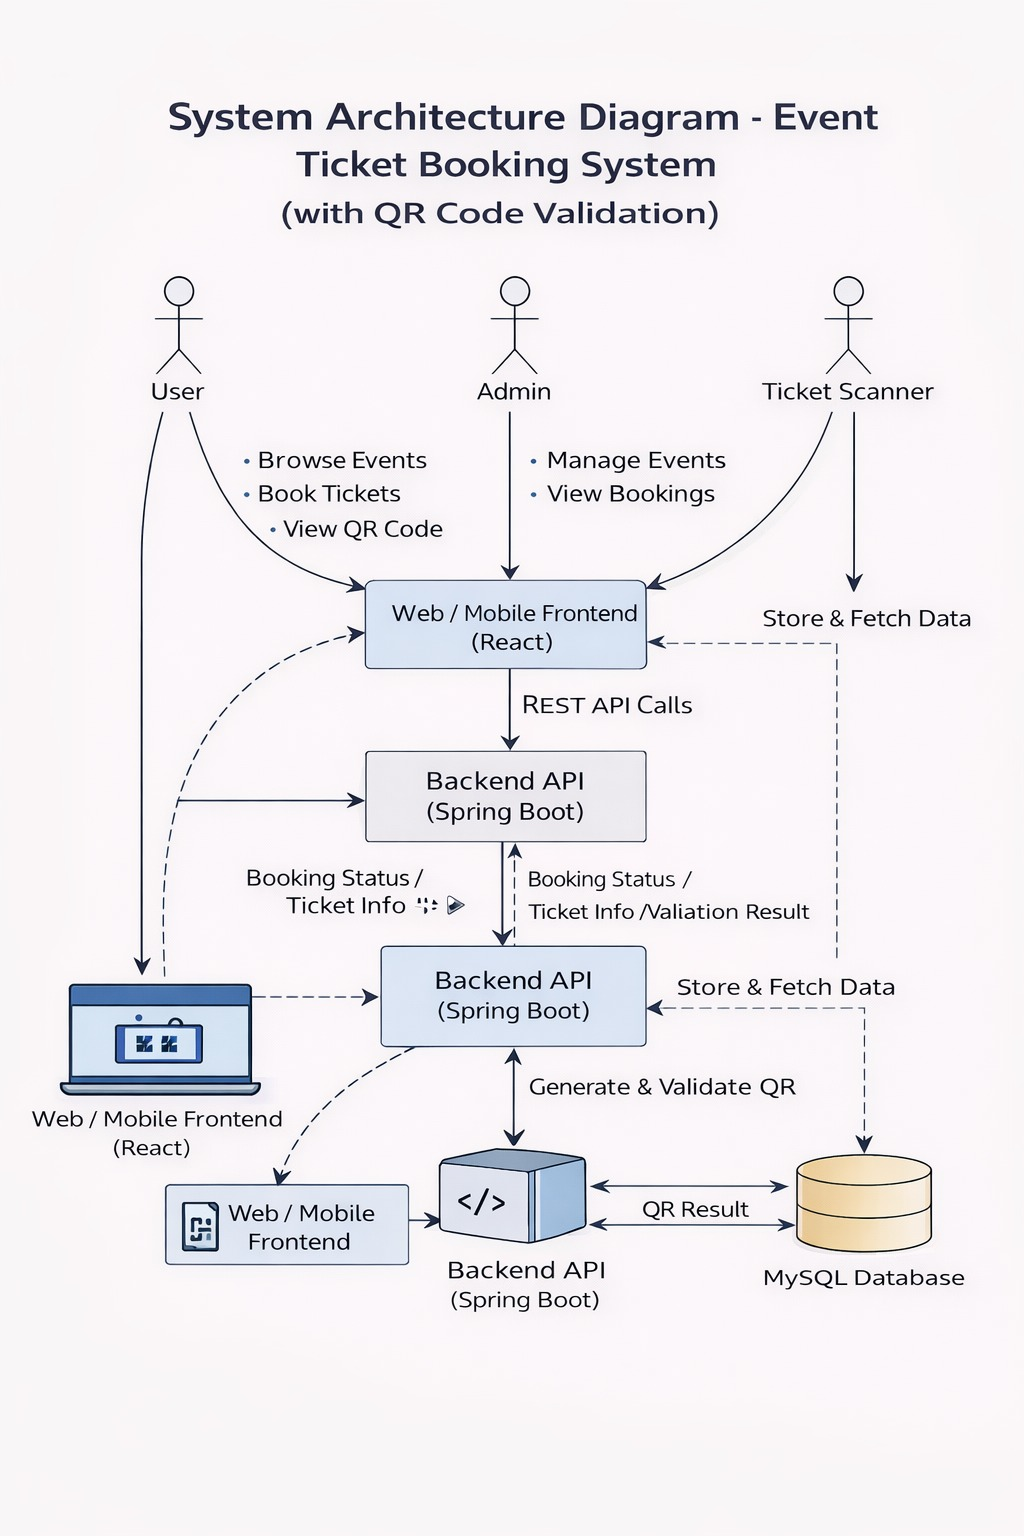 System Architecture Diagram - Event
Ticket Booking System
(with QR Code Validation)
User
Admin
Ticket Scanner
• Browse Events
• Book Tickets
• View QR Code
• Manage Events
• View Bookings
Web / Mobile Frontend
(React)
Store & Fetch Data
REST API Calls
Backend API
(Spring Boot)
Booking Status /
Ticket Info
Booking Status /
Ticket Info /Valiation Result
Backend API
(Spring Boot)
Store & Fetch Data
Generate & Validate QR
Web / Mobile Frontend
(React)
Web / Mobile
Frontend
</>
QR Result
Backend API
(Spring Boot)
MySQL Database